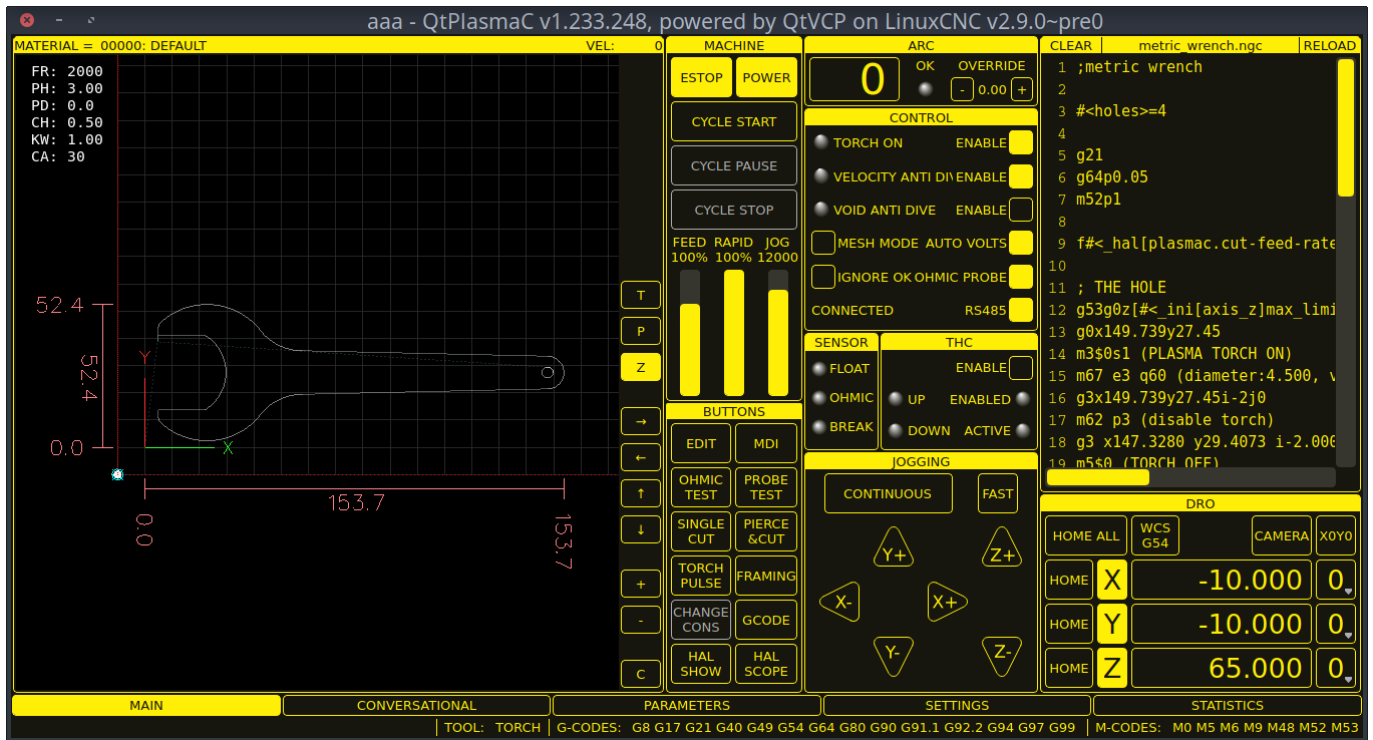 aaa - QtPlasmaC v1.233.248, powered by QtVCP on LinuxCNC v2.9.0~pre0
MATERIAL = 00000: DEFAULT
VEL: 0
FR: 2000
PH: 3.00
PD: 0.0
CH: 0.50
KW: 1.00
CA: 30
52.4
52.4
0.0
Y
X
153.7
0.0
153.7
T
P
Z
→
←
↑
↓
+
-
C
MACHINE
ESTOP POWER
CYCLE START
CYCLE PAUSE
CYCLE STOP
FEED RAPID JOG
100% 100% 12000
BUTTONS
EDIT
MDI
OHMIC
TEST
PROBE
TEST
SINGLE
CUT
PIERCE
&CUT
TORCH
PULSE
FRAMING
CHANGE
CONS
GCODE
HAL
SHOW
HAL
SCOPE
ARC
0
OK
OVERRIDE
- 0.00 +
CONTROL
TORCH ON ENABLE
VELOCITY ANTI DI ENABLE
VOID ANTI DIVE ENABLE
MESH MODE AUTO VOLTS
IGNORE OK OHMIC PROBE
CONNECTED RS485
SENSOR
FLOAT
OHMIC
BREAK
THC
ENABLE
UP ENABLED
DOWN ACTIVE
JOGGING
CONTINUOUS FAST
Y+
Z+
X-
X+
Y-
Z-
CLEAR metric_wrench.ngc RELOAD
1 ;metric wrench
2
3 #<holes>=4
4
5 g21
6 g64p0.05
7 m52p1
8
9 f#<_hal[plasmac.cut-feed-rate
10
11 ; THE HOLE
12 g53g0z[#<_ini[axis_z]max_limi
13 g0x149.739y27.45
14 m3$0s1 (PLASMA TORCH ON)
15 m67 e3 q60 (diameter:4.500, v
16 g3x149.739y27.45i-2j0
17 m62 p3 (disable torch)
18 g3 x147.3280 y29.4073 i-2.000
19 m5$0 (TORCH OFF)
DRO
HOME ALL
WCS
G54
CAMERA X0Y0
HOME X -10.000 0
HOME Y -10.000 0
HOME Z 65.000 0
MAIN CONVERSATIONAL PARAMETERS SETTINGS STATISTICS
TOOL: TORCH G-CODES: G8 G17 G21 G40 G49 G54 G64 G80 G90 G91.1 G92.2 G94 G97 G99 M-CODES: M0 M5 M6 M9 M48 M52 M53